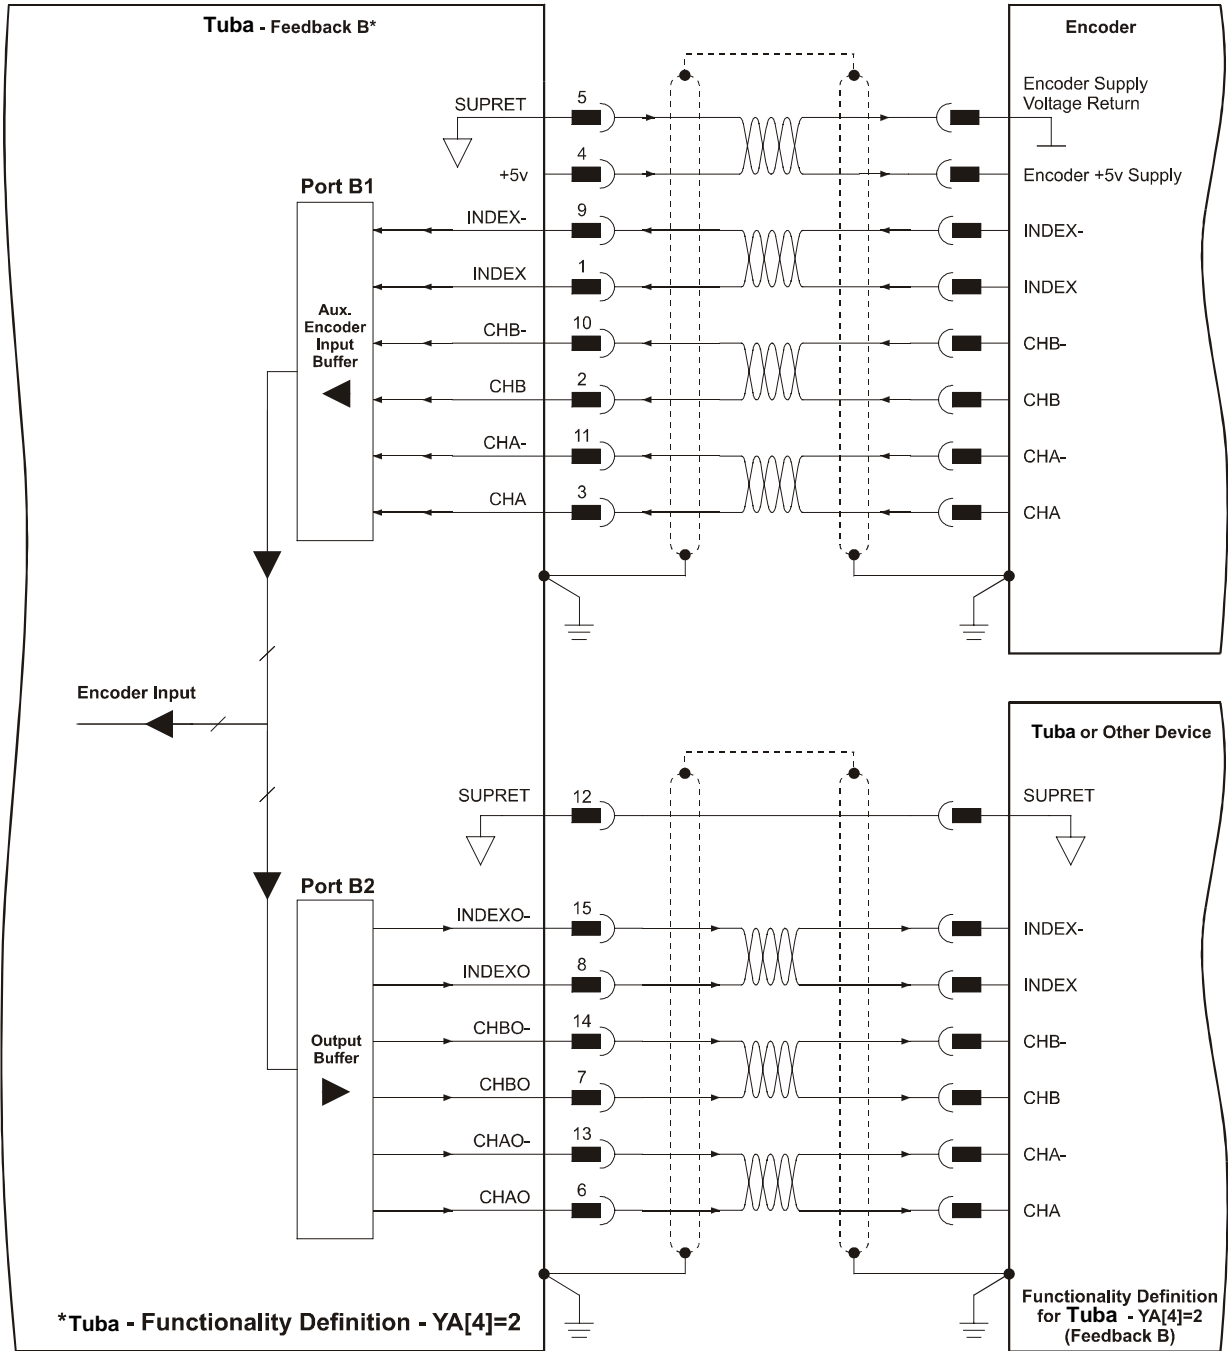 Tuba - Feedback B*
Encoder
SUPRET
5
Encoder Supply
Voltage Return
+5v
4
Encoder +5v Supply
Port B1
INDEX-
9
INDEX-
INDEX
1
INDEX
Aux.
Encoder
Input
Buffer
CHB-
10
CHB-
CHB
2
CHB
CHA-
11
CHA-
CHA
3
CHA
Encoder Input
Tuba or Other Device
SUPRET
12
SUPRET
Port B2
INDEXO-
15
INDEX-
INDEXO
8
INDEX
Output
Buffer
CHBO-
14
CHB-
CHBO
7
CHB
CHAO-
13
CHA-
CHAO
6
CHA
*Tuba - Functionality Definition - YA[4]=2
Functionality Definition
for Tuba - YA[4]=2
(Feedback B)